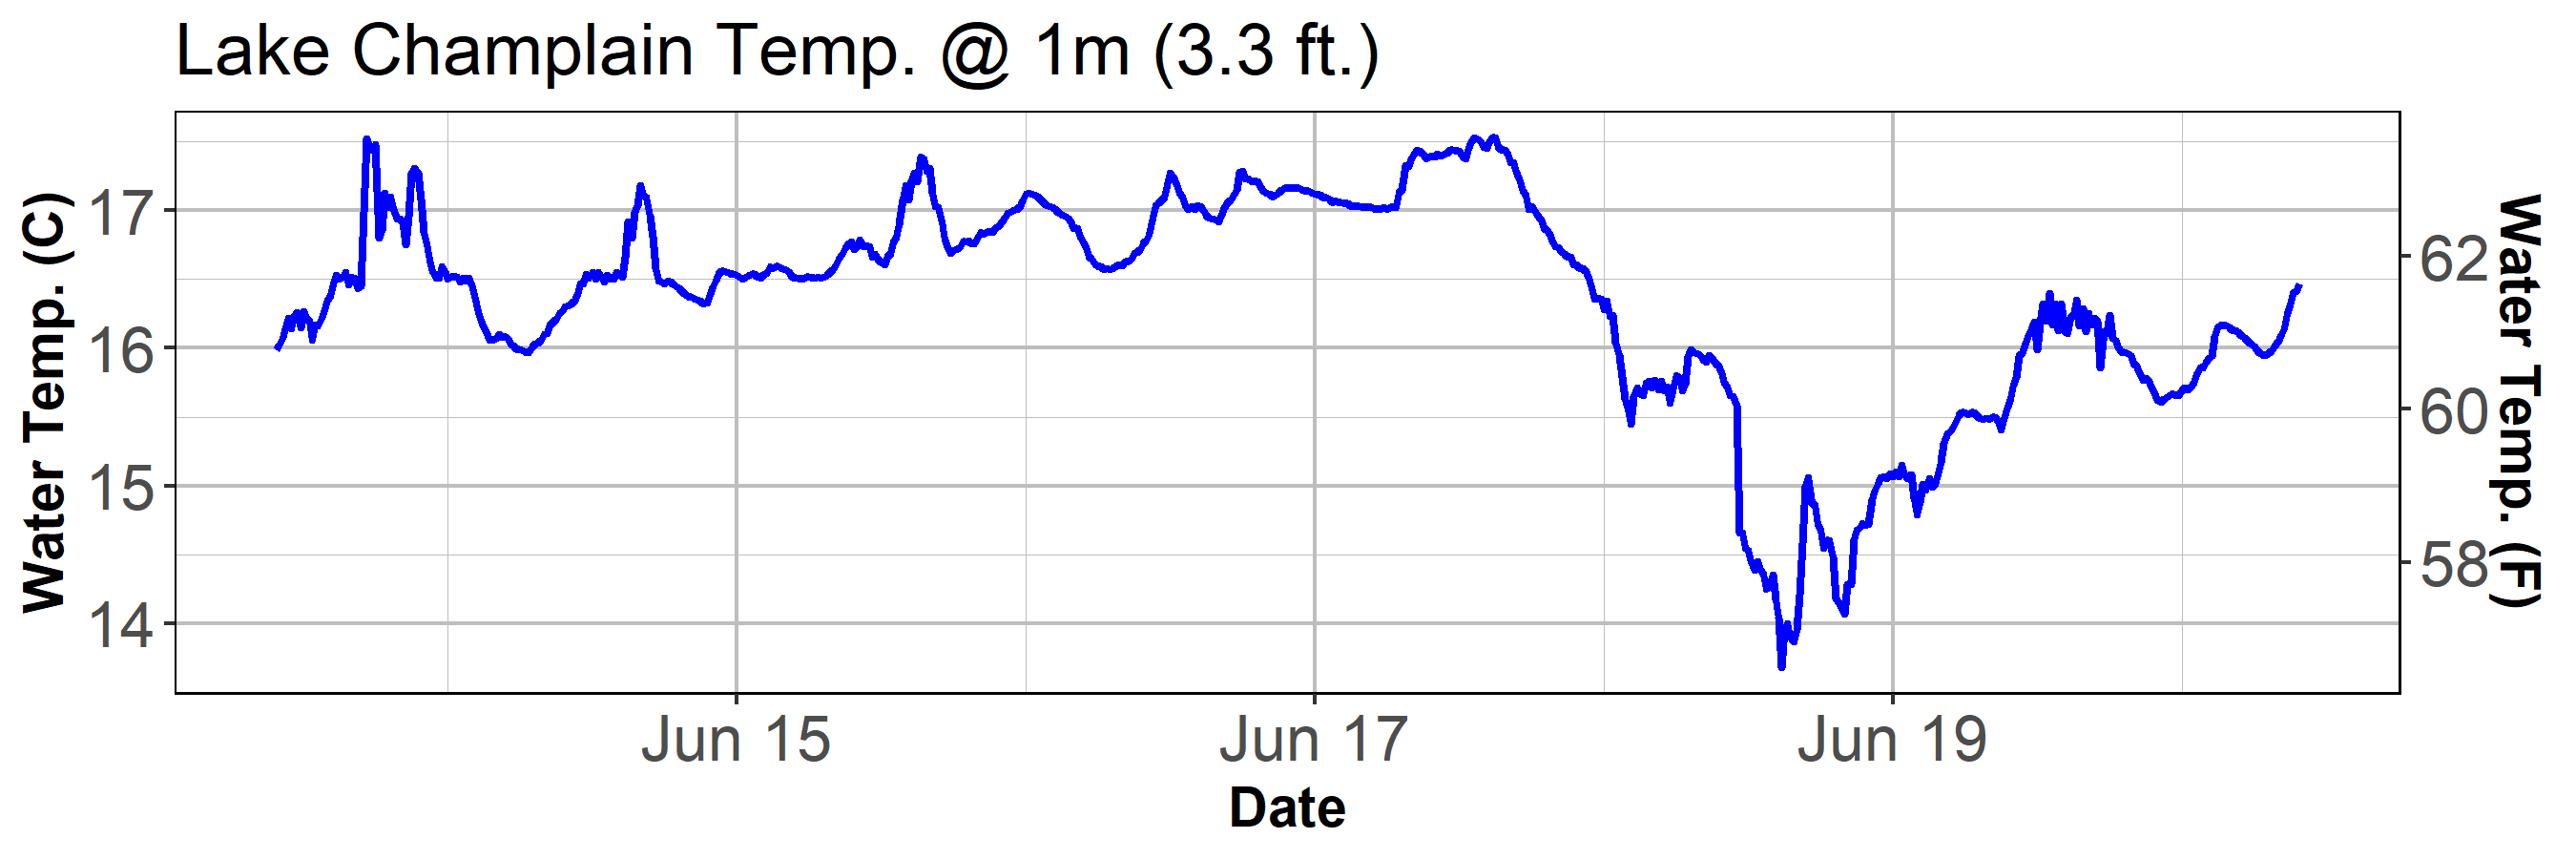 Lake Champlain Temp. @ 1m (3.3 ft.)
Water Temp. (C)
17
16
15
14
62
60
58
Water Temp. (F)
Jun 15
Jun 17
Jun 19
Date